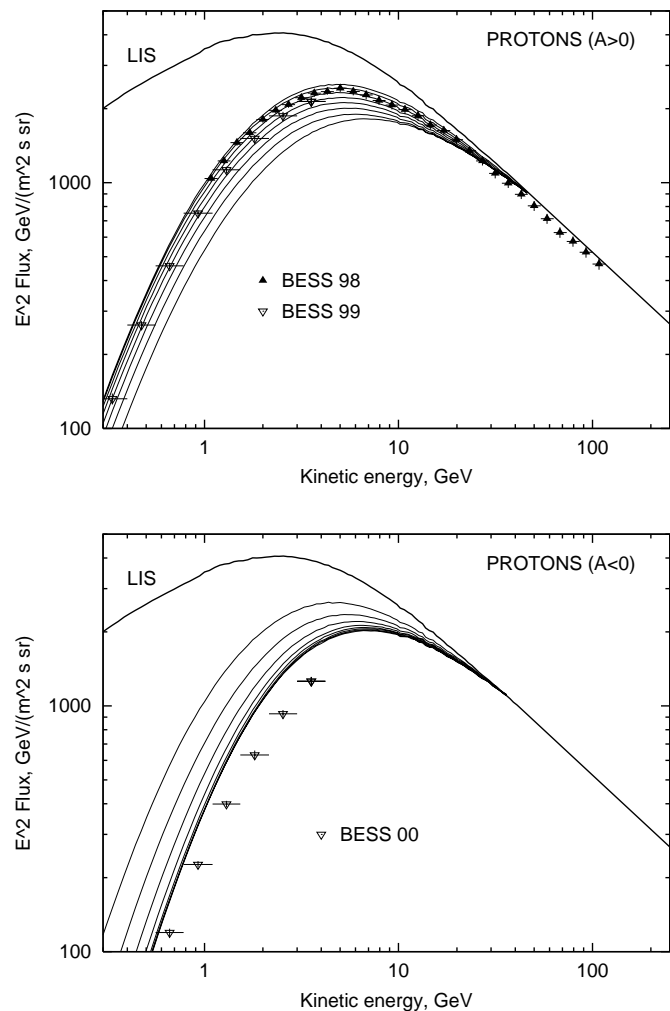 LIS
PROTONS (A>0)
1000
E^2 Flux, GeV/(m^2 s sr)
BESS 98
BESS 99
100
1
10
100
Kinetic energy, GeV
LIS
PROTONS (A<0)
1000
E^2 Flux, GeV/(m^2 s sr)
BESS 00
100
1
10
100
Kinetic energy, GeV